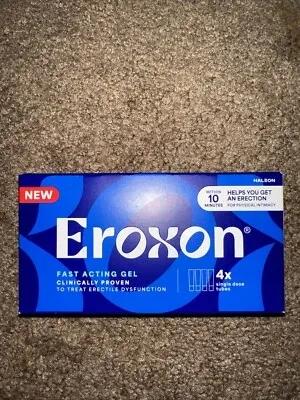 HALEON
NEW
WITHIN
10
MINUTES
HELPS YOU GET
AN ERECTION
FOR PHYSICAL INTIMACY
Eroxon®
FAST ACTING GEL
CLINICALLY PROVEN
TO TREAT ERECTILE DYSFUNCTION
4x
single dose
tubes